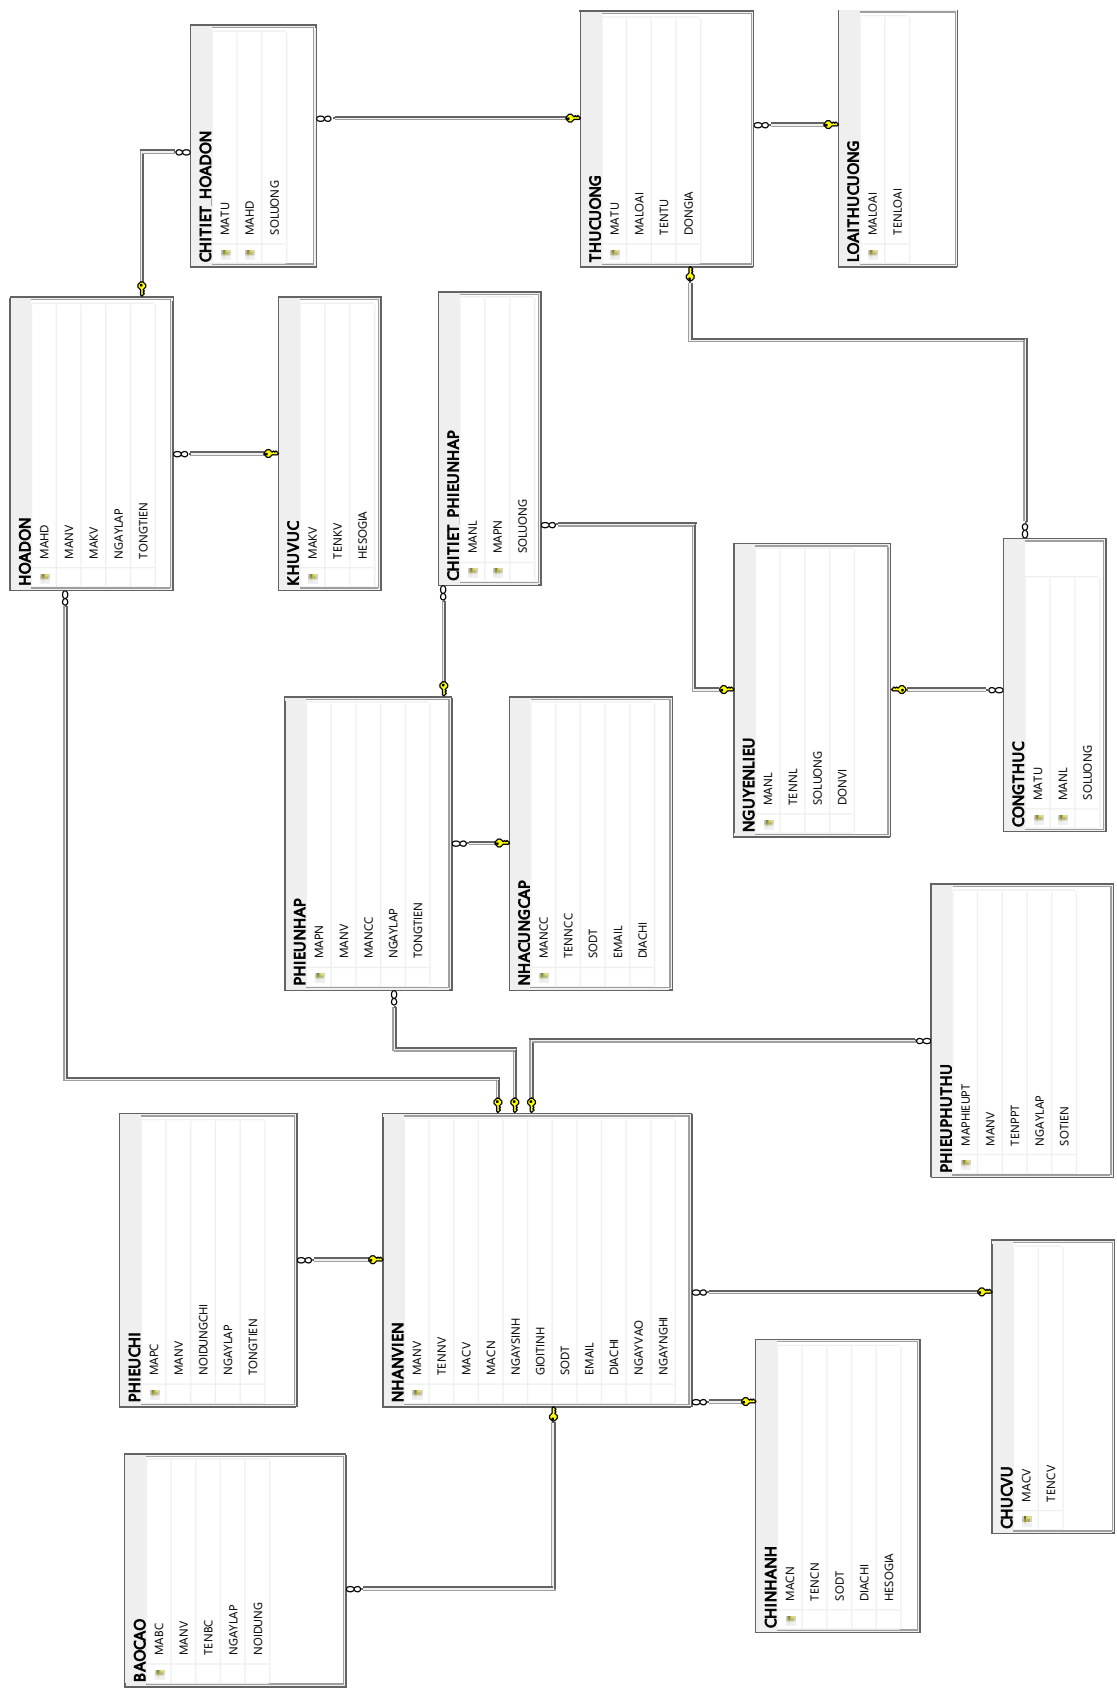 BAOCAO
MABC
MANV
TENBC
NGAYLAP
NOIDUNG
PHIEUCHI
MAPC
MANV
NOIDUNGCHI
NGAYLAP
TONGTIEN
HOADON
MAHD
MANV
MAKV
NGAYLAP
TONGTIEN
CHITIET_HOADON
MATU
MAHD
SOLUONG
PHIEUNHAP
MAPN
MANV
MANCC
NGAYLAP
TONGTIEN
KHUVUC
MAKV
TENKV
HESOGIA
NHANVIEN
MANV
TENNV
MACV
MACN
NGAYSINH
GIOITINH
SODT
EMAIL
DIACHI
NGAYVAO
NGAYNGHI
NHACUNGCAP
MANCC
TENNCC
SODT
EMAIL
DIACHI
CHITIET_PHIEUNHAP
MANL
MAPN
SOLUONG
THUCUONG
MATU
MALOAI
TENTU
DONGIA
CHINHANH
MACN
TENCN
SODT
DIACHI
HESOGIA
NGUYENLIEU
MANL
TENNL
SOLUONG
DONVI
LOAITHUCUONG
MALOAI
TENLOAI
CHUCVU
MACV
TENCV
PHIEUPHUTHU
MAPHIEUPT
MANV
TENPPT
NGAYLAP
SOTIEN
CONGTHUC
MATU
MANL
SOLUONG